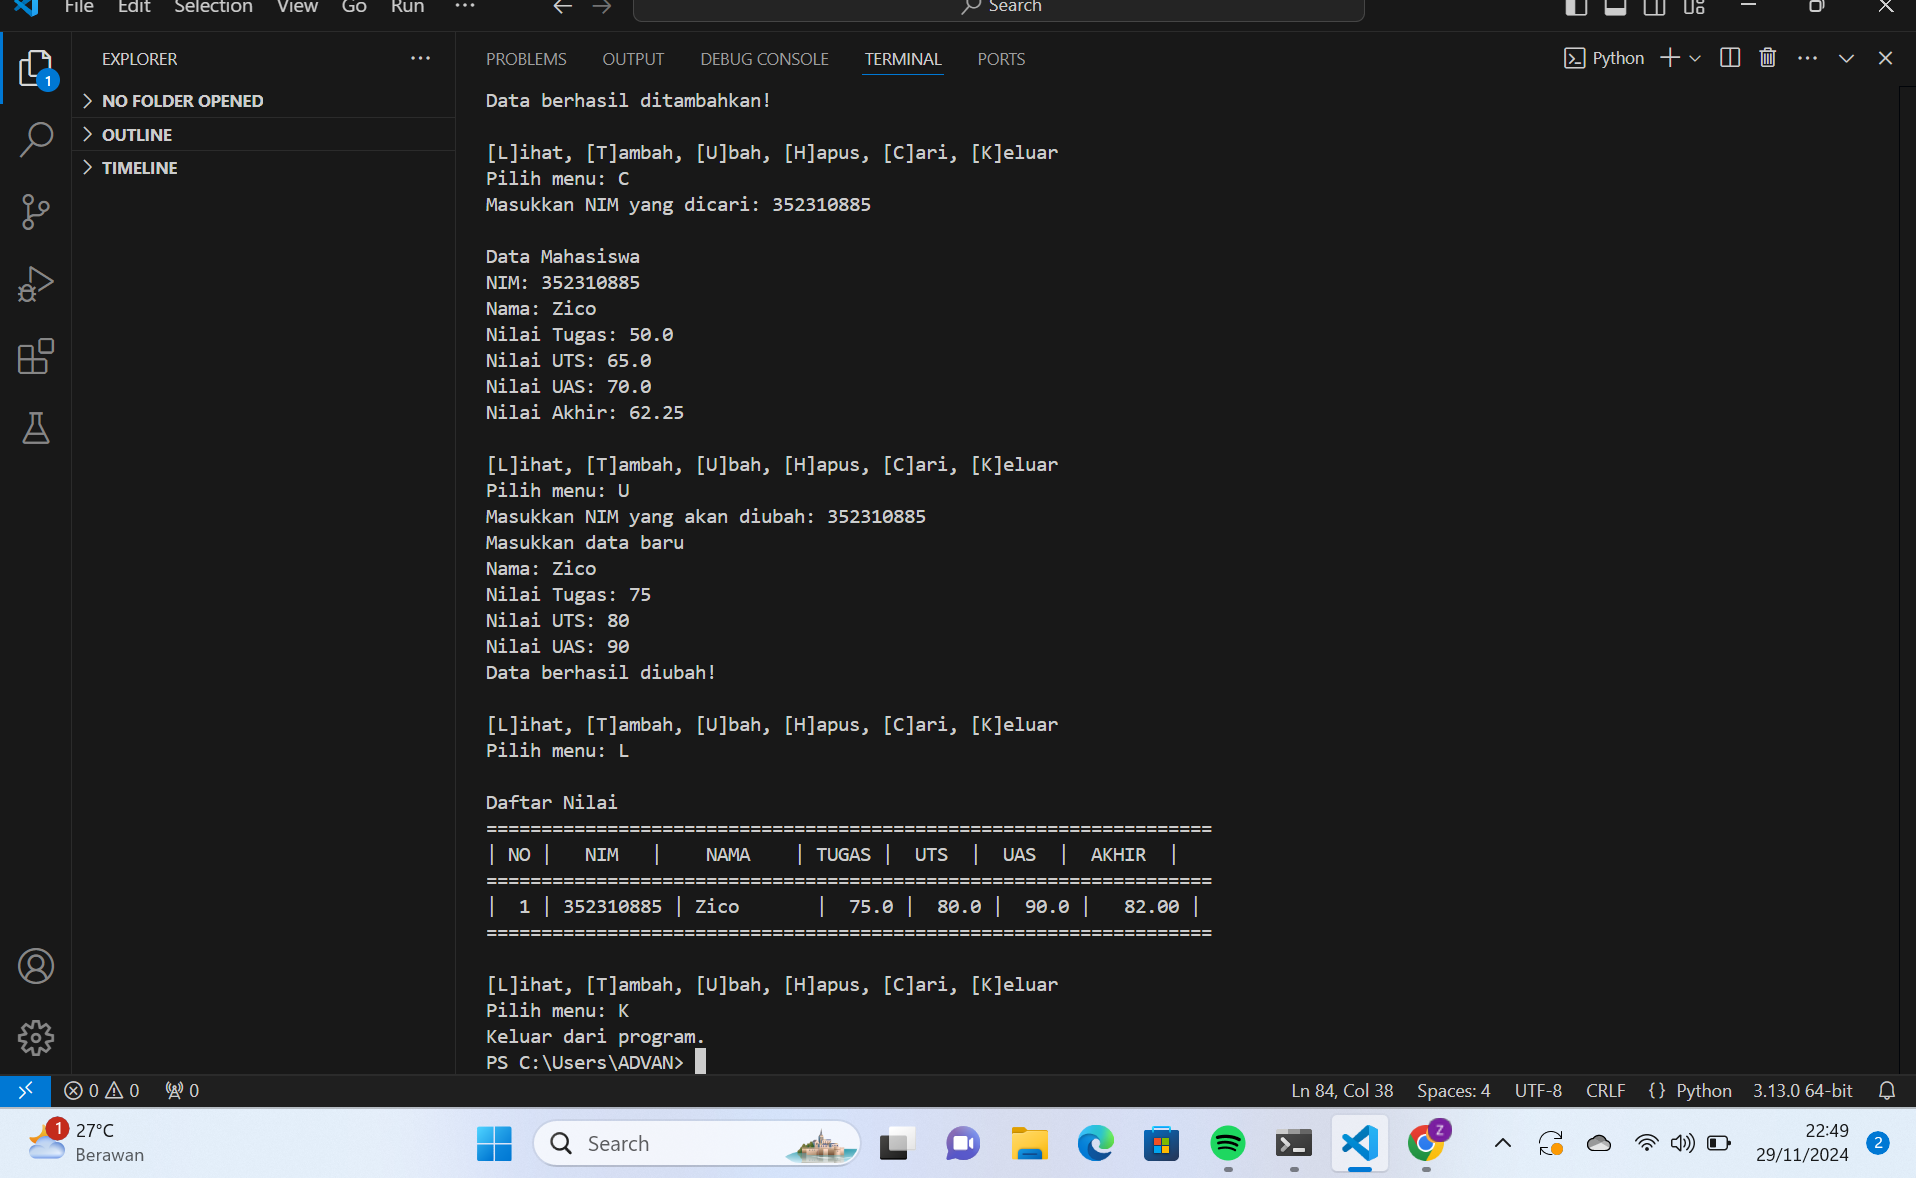 File Edit Selection View Go Run ··· Search
EXPLORER ···
1
NO FOLDER OPENED
OUTLINE
TIMELINE
PROBLEMS OUTPUT DEBUG CONSOLE TERMINAL PORTS
Python
Data berhasil ditambahkan!
[L]ihat, [T]ambah, [U]bah, [H]apus, [C]ari, [K]eluar
Pilih menu: C
Masukkan NIM yang dicari: 352310885
Data Mahasiswa
NIM: 352310885
Nama: Zico
Nilai Tugas: 50.0
Nilai UTS: 65.0
Nilai UAS: 70.0
Nilai Akhir: 62.25
[L]ihat, [T]ambah, [U]bah, [H]apus, [C]ari, [K]eluar
Pilih menu: U
Masukkan NIM yang akan diubah: 352310885
Masukkan data baru
Nama: Zico
Nilai Tugas: 75
Nilai UTS: 80
Nilai UAS: 90
Data berhasil diubah!
[L]ihat, [T]ambah, [U]bah, [H]apus, [C]ari, [K]eluar
Pilih menu: L
Daftar Nilai
==================================================================
| NO |   NIM   |    NAMA    | TUGAS |  UTS  |  UAS  |  AKHIR  |
==================================================================
|  1 | 352310885 | Zico       |  75.0 |  80.0 |  90.0 |   82.00 |
==================================================================
[L]ihat, [T]ambah, [U]bah, [H]apus, [C]ari, [K]eluar
Pilih menu: K
Keluar dari program.
PS C:\Users\ADVAN>
0 0 0
Ln 84, Col 38 Spaces: 4 UTF-8 CRLF {} Python 3.13.0 64-bit
1
27°C
Berawan
Search
Z
22:49
29/11/2024
2